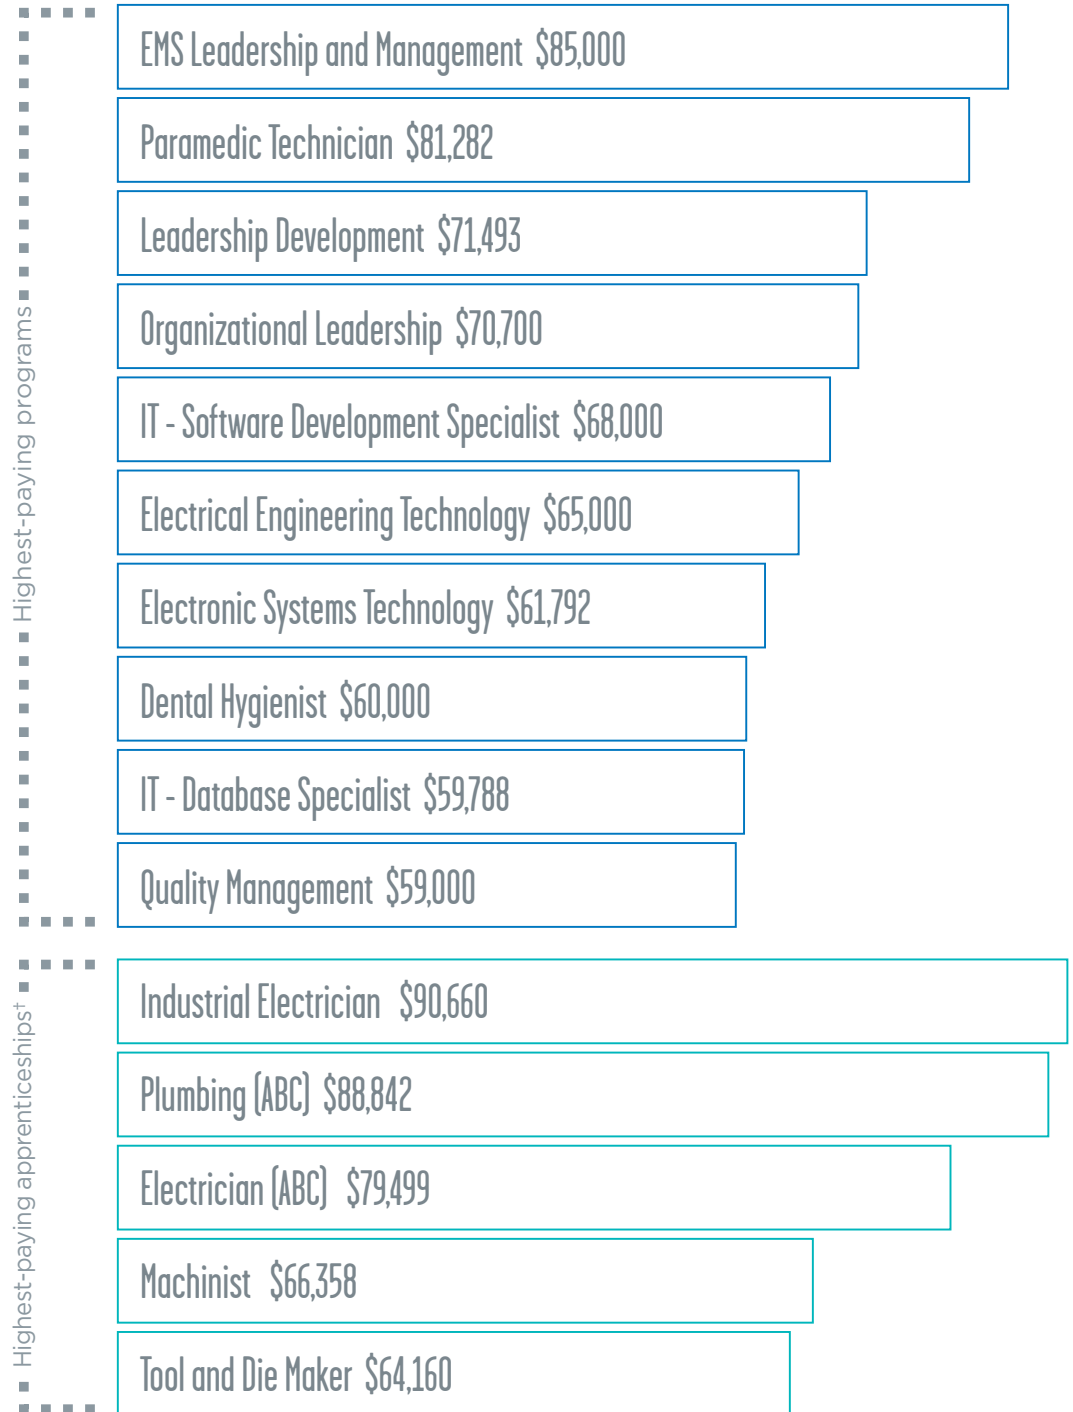 Highest-paying programs
EMS Leadership and Management $85,000
Paramedic Technician $81,282
Leadership Development $71,493
Organizational Leadership $70,700
IT - Software Development Specialist $68,000
Electrical Engineering Technology $65,000
Electronic Systems Technology $61,792
Dental Hygienist $60,000
IT - Database Specialist $59,788
Quality Management $59,000
Highest-paying apprenticeships†
Industrial Electrician $90,660
Plumbing (ABC) $88,842
Electrician (ABC) $79,499
Machinist $66,358
Tool and Die Maker $64,160